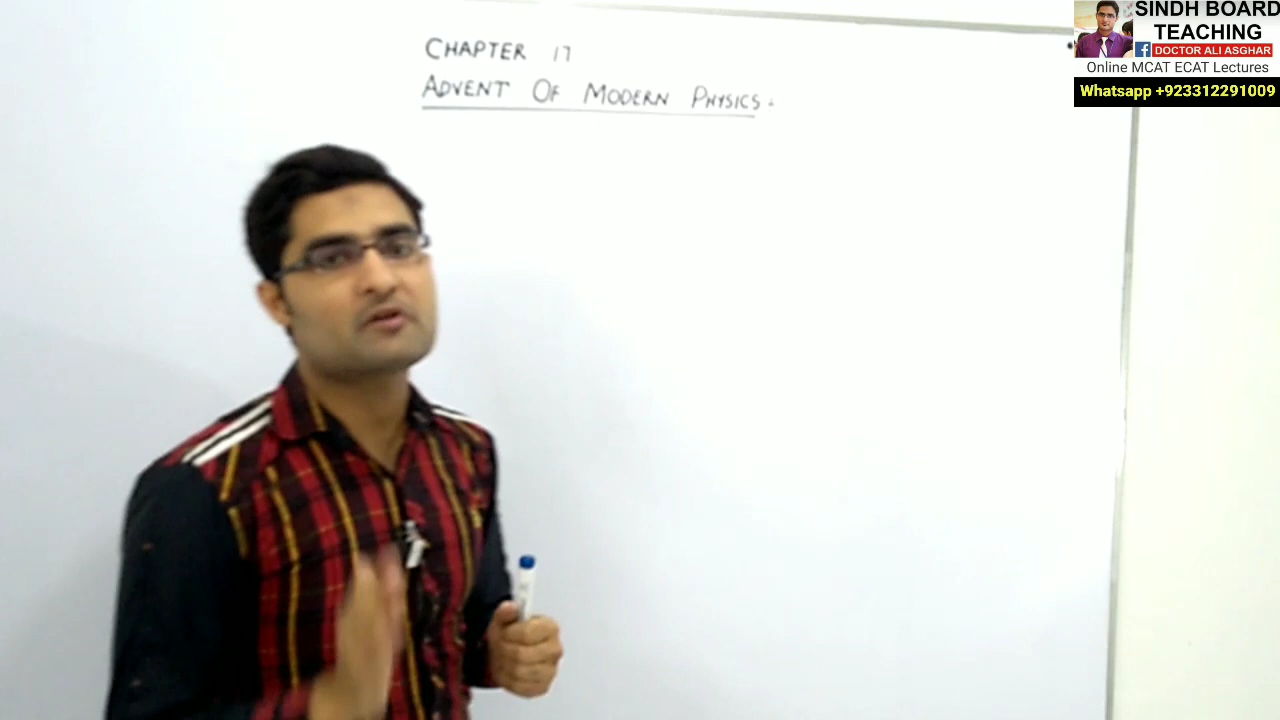 CHAPTER 17
ADVENT OF MODERN PHYSICS.
SINDH BOARD
TEACHING
f DOCTOR ALI ASGHAR
Online MCAT ECAT Lectures
Whatsapp +923312291009